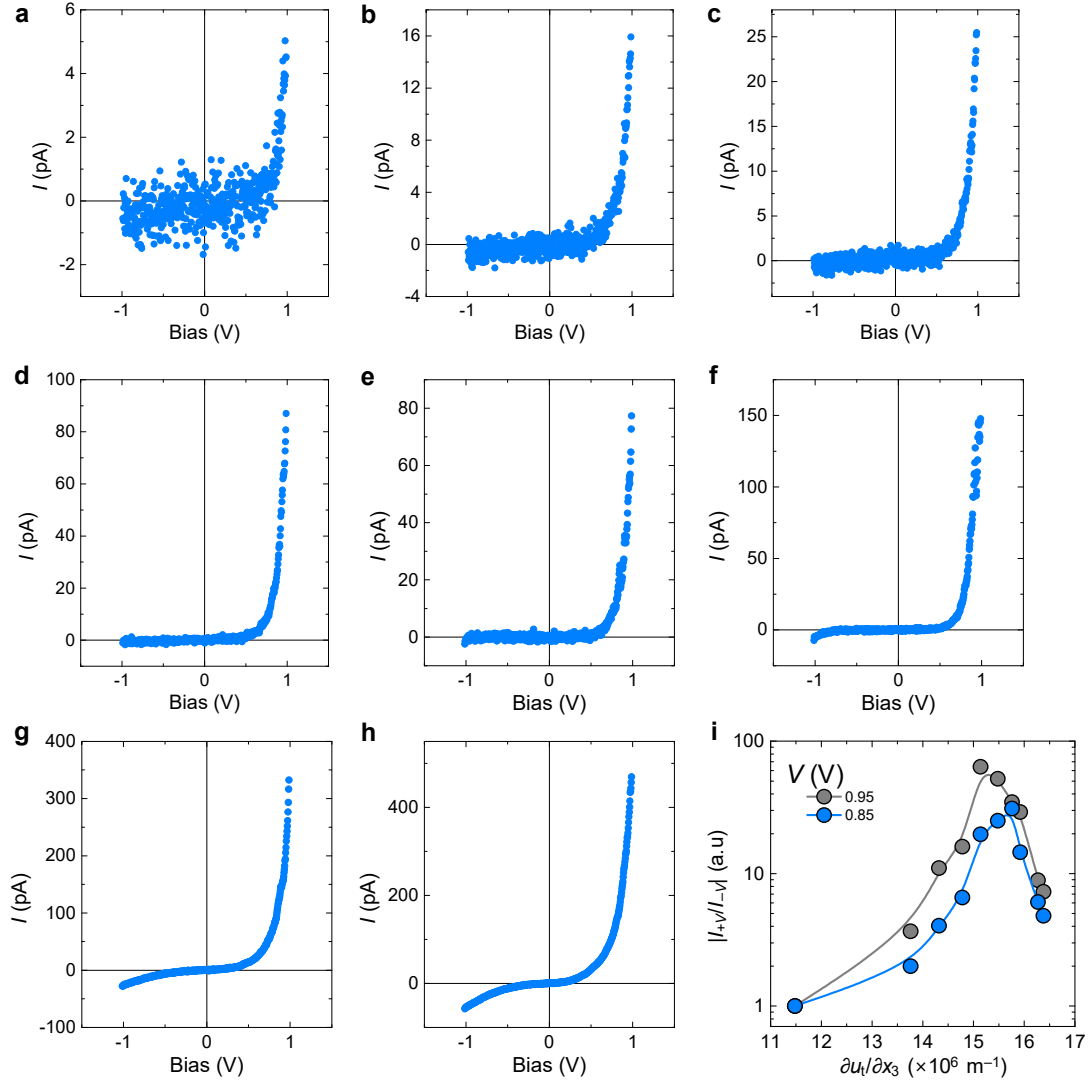 a
6
4
2
0
-2
-1
0
1
I (pA)
Bias (V)
b
16
12
8
4
0
-4
-1
0
1
I (pA)
Bias (V)
c
25
20
15
10
5
0
-1
0
1
I (pA)
Bias (V)
d
100
80
60
40
20
0
-1
0
1
I (pA)
Bias (V)
e
80
60
40
20
0
-1
0
1
I (pA)
Bias (V)
f
150
100
50
0
-1
0
1
I (pA)
Bias (V)
g
400
300
200
100
0
-100
-1
0
1
I (pA)
Bias (V)
h
400
200
0
-1
0
1
I (pA)
Bias (V)
i
100
10
1
V (V)
0.95
0.85
|I+V/I−V| (a.u)
11 12 13 14 15 16 17
∂uₜ/∂x₃ (×10⁶ m⁻¹)